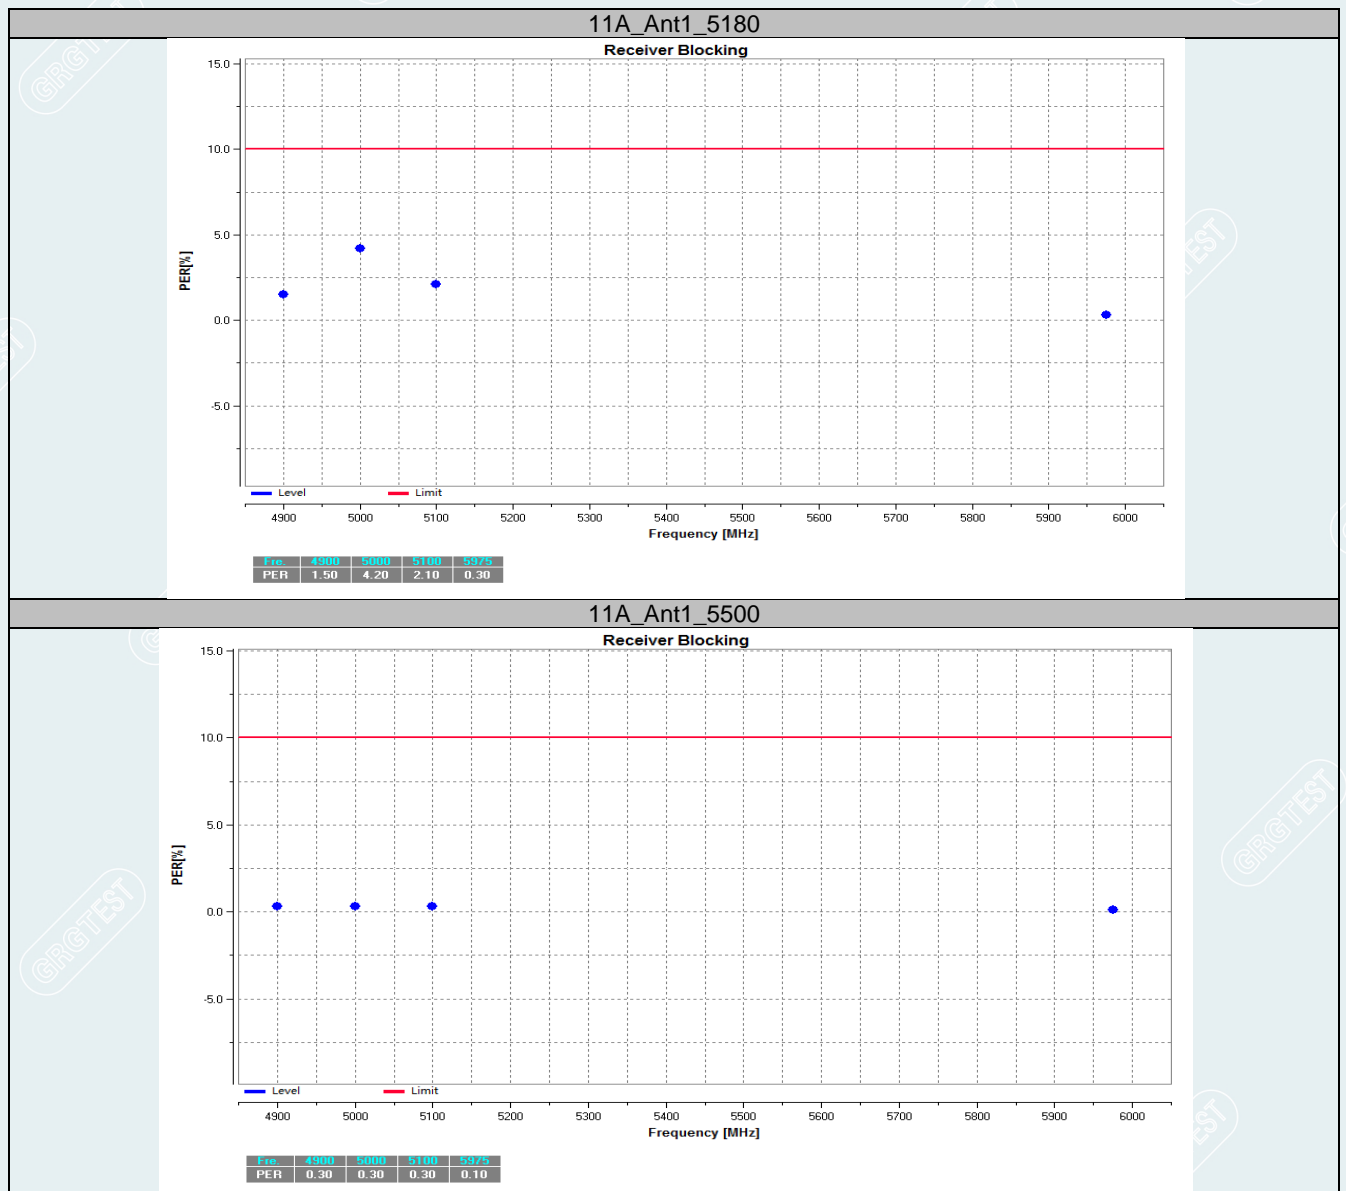 11A_Ant1_5180
Receiver Blocking
15.0
10.0
5.0
0.0
-5.0
PER[%]
Level Limit
4900 5000 5100 5200 5300 5400 5500 5600 5700 5800 5900 6000
Frequency [MHz]
Fre. 4900 5000 5100 5975
PER 1.50 4.20 2.10 0.30
11A_Ant1_5500
Receiver Blocking
15.0
10.0
5.0
0.0
-5.0
PER[%]
Level Limit
4900 5000 5100 5200 5300 5400 5500 5600 5700 5800 5900 6000
Frequency [MHz]
Fre. 4900 5000 5100 5975
PER 0.30 0.30 0.30 0.10
GRGTEST
GRGTEST